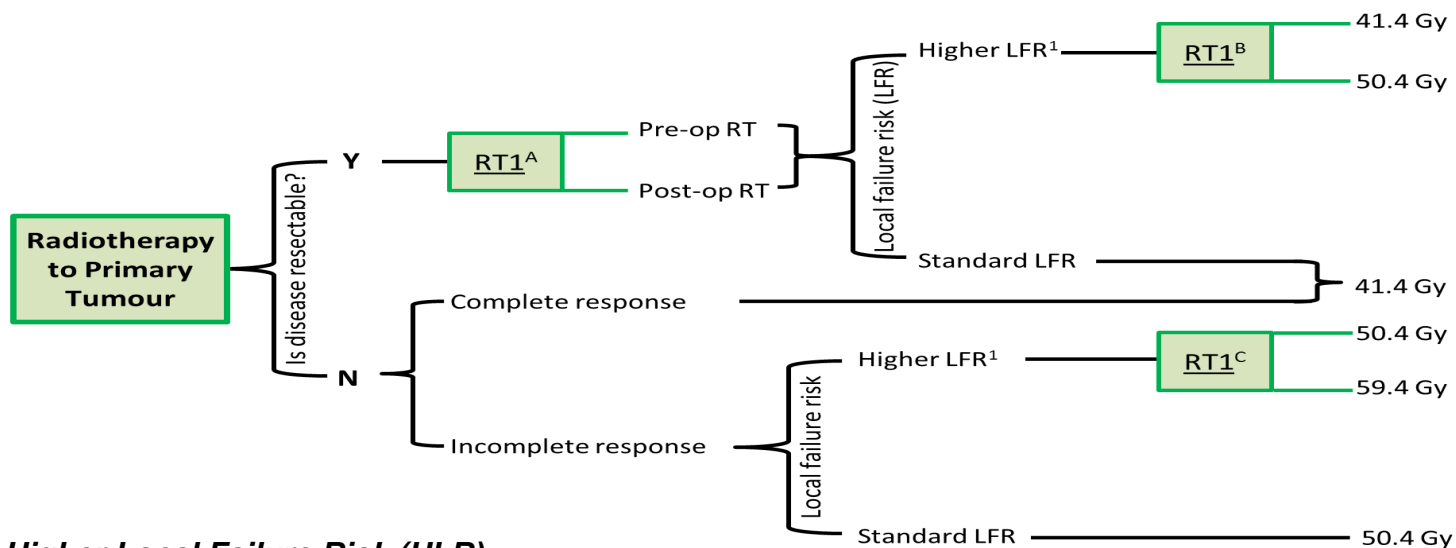 Radiotherapy
to Primary
Tumour
Is disease resectable?
Y
RT1ᴬ
Pre-op RT
Post-op RT
Local failure risk (LFR)
Higher LFR¹
RT1ᴮ
41.4 Gy
50.4 Gy
Standard LFR
41.4 Gy
N
Complete response
Incomplete response
Local failure risk
Higher LFR¹
RT1ᶜ
50.4 Gy
59.4 Gy
Standard LFR
50.4 Gy